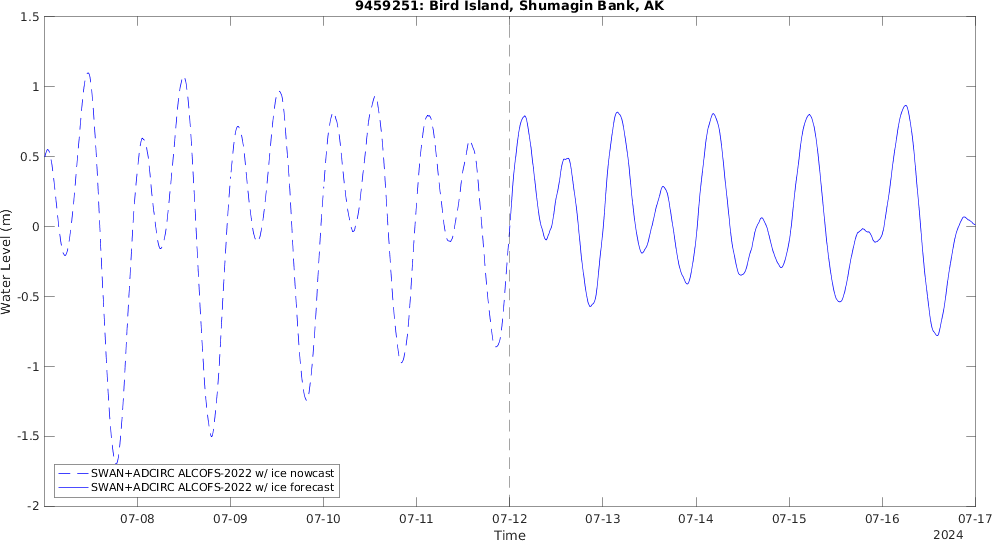 9459251: Bird Island, Shumagin Bank, AK
1.5
1
0.5
0
-0.5
-1
-1.5
-2
Water Level (m)
SWAN+ADCIRC ALCOFS-2022 w/ ice nowcast
SWAN+ADCIRC ALCOFS-2022 w/ ice forecast
07-08 07-09 07-10 07-11 07-12 07-13 07-14 07-15 07-16 07-17
Time
2024